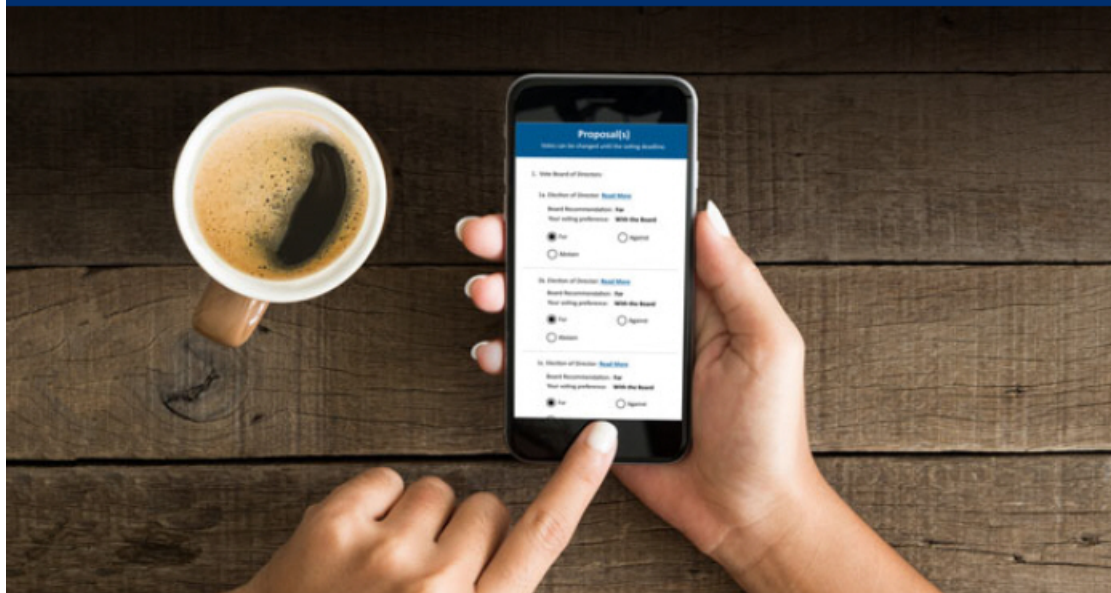 Proposal(s)
Votes can be changed until the voting deadline.
1. Vote Board of Directors:
1a. Election of Director: Read More
Board Recommendation: For
Your voting preference: With the Board
For
Against
Abstain
1b. Election of Director: Read More
Board Recommendation: For
Your voting preference: With the Board
For
Against
Abstain
1c. Election of Director: Read More
Board Recommendation: For
Your voting preference: With the Board
For
Against